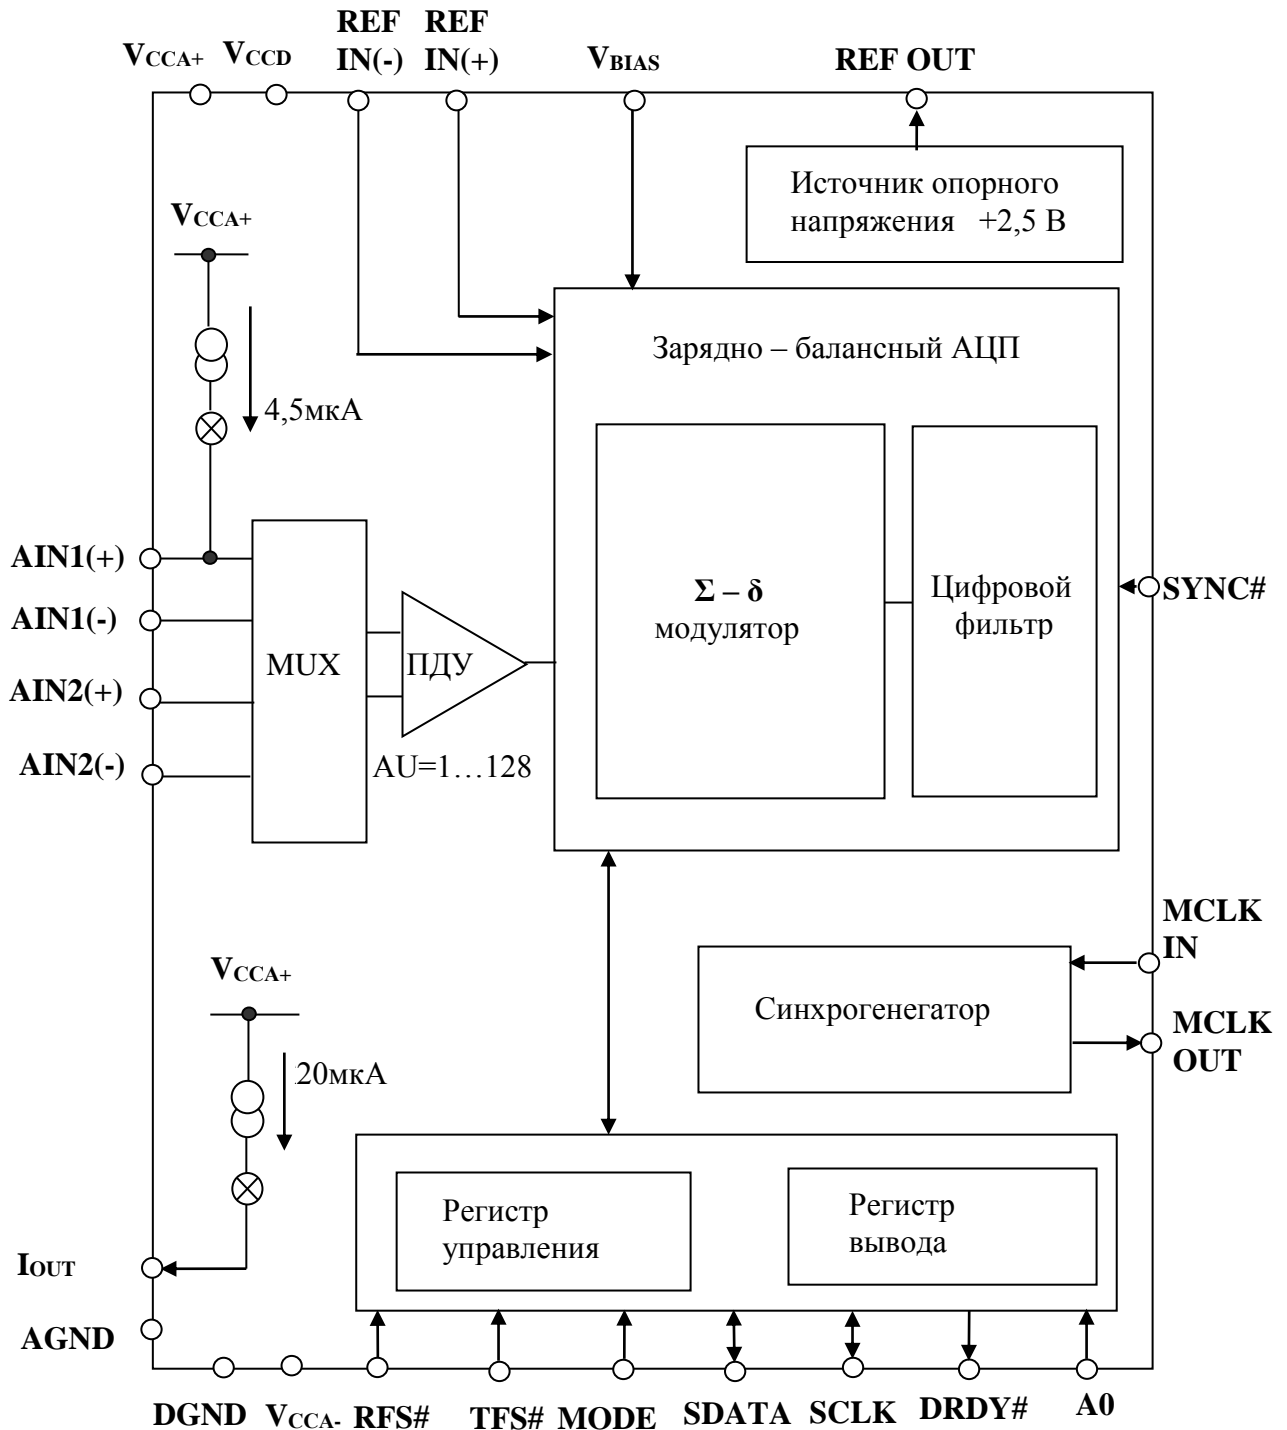 REF REF
VCCA+ VCCD IN(-) IN(+) VBIAS REF OUT
Источник опорного
напряжения +2,5 В
VCCA+
Зарядно – балансный АЦП
4,5мкА
AIN1(+)
AIN1(-)
AIN2(+)
AIN2(-)
MUX
ПДУ
AU=1…128
Σ – δ
модулятор
Цифровой
фильтр
SYNC#
MCLK
IN
VCCA+
Синхрогенегатор
MCLK
OUT
20мкА
Регистр
управления
Регистр
вывода
IOUT
AGND
DGND VCCA- RFS# TFS# MODE SDATA SCLK DRDY# A0